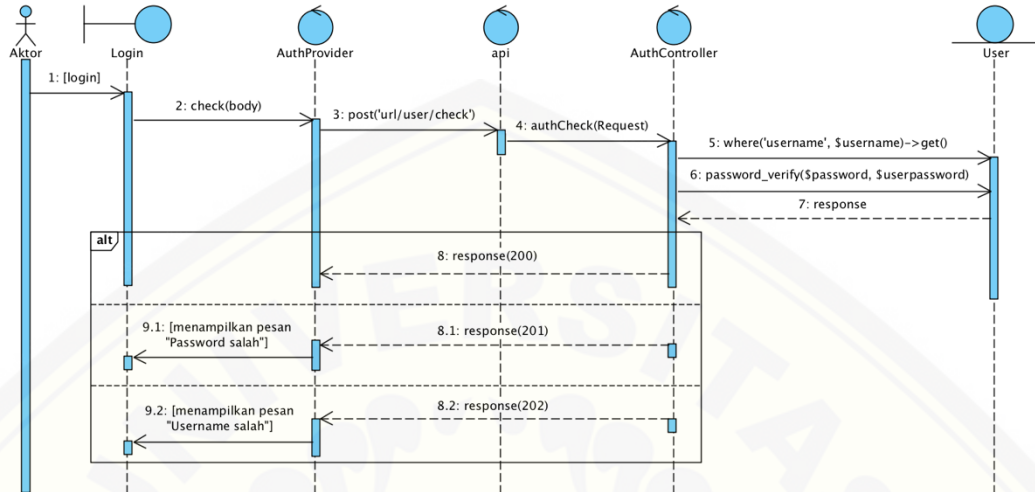 Aktor
Login
AuthProvider
api
AuthController
User
1: [login]
2: check(body)
3: post('url/user/check')
4: authCheck(Request)
5: where('username', $username)->get()
6: password_verify($password, $userpassword)
7: response
alt
8: response(200)
9.1: [menampilkan pesan
"Password salah"]
8.1: response(201)
9.2: [menampilkan pesan
"Username salah"]
8.2: response(202)
UNIVERSITAS